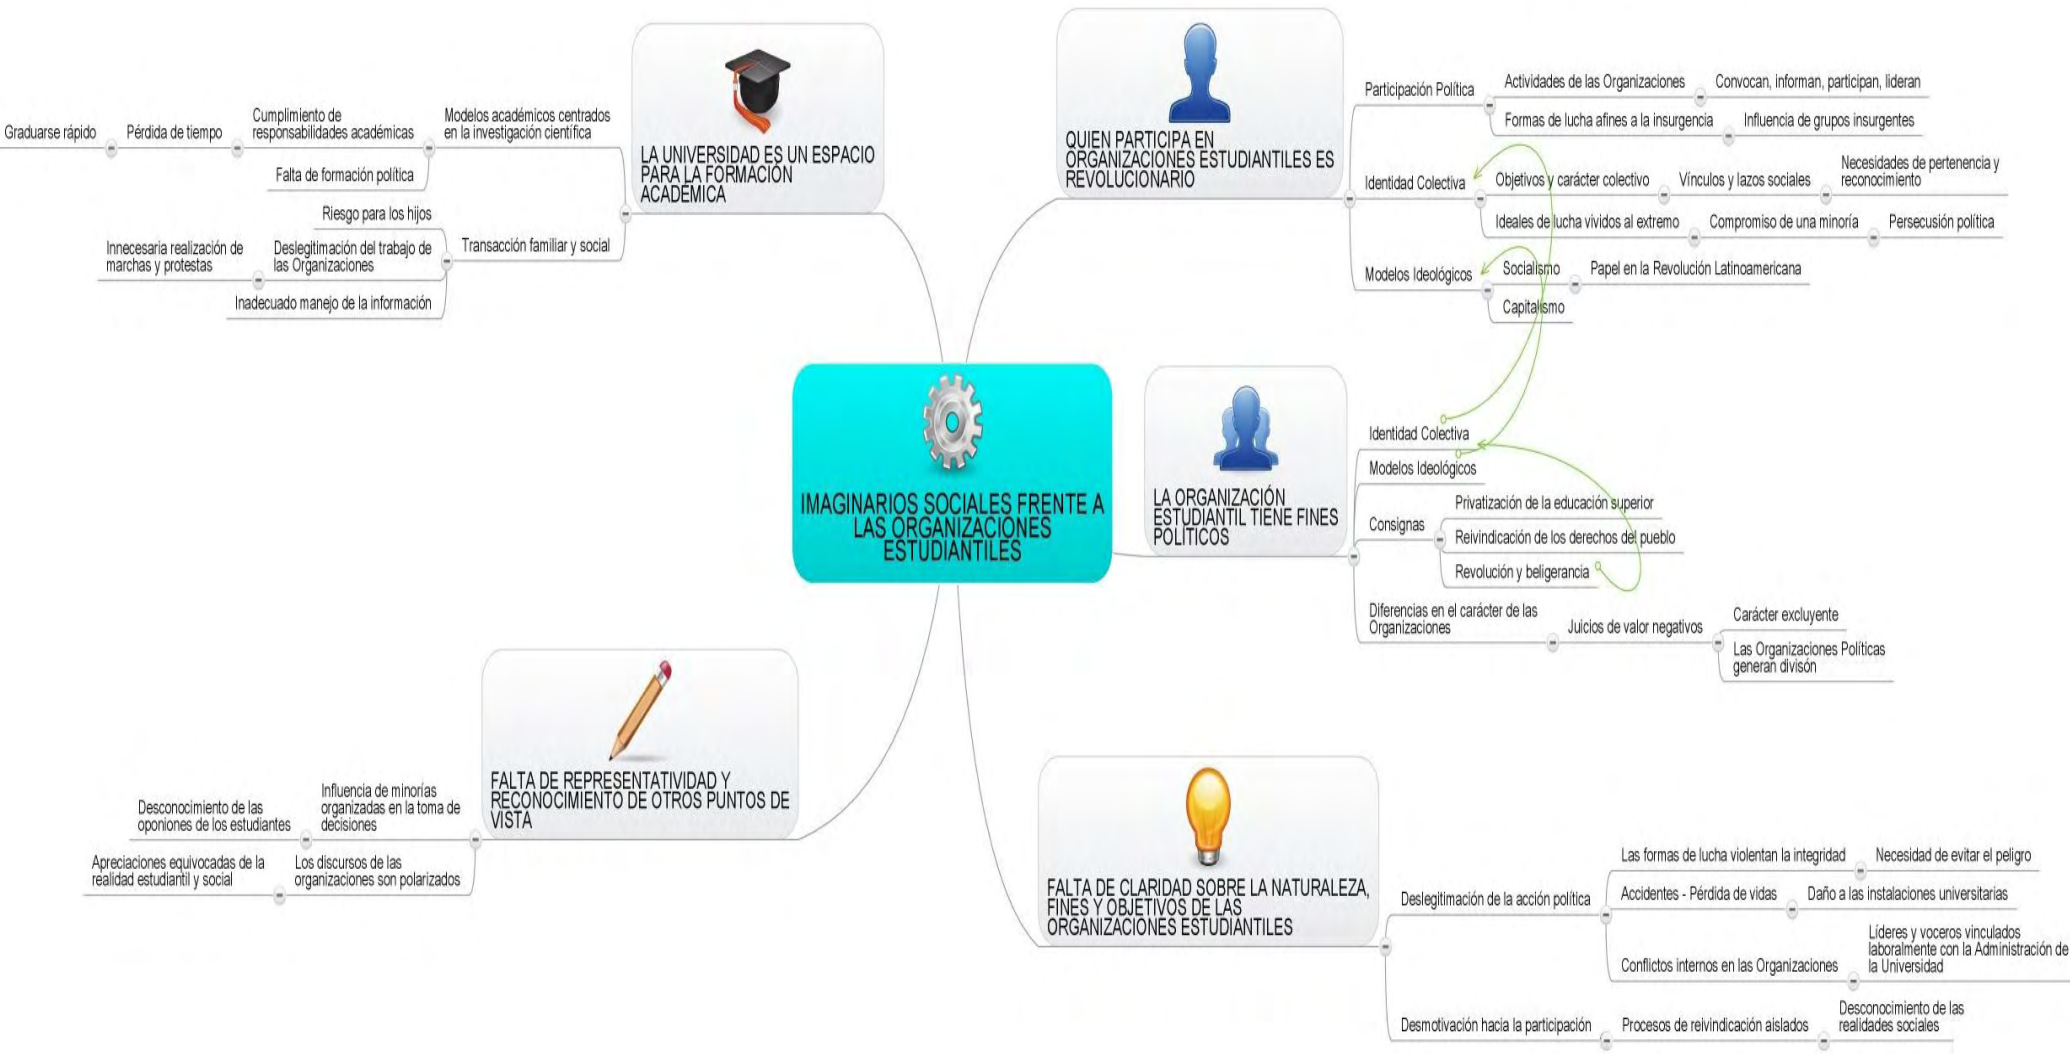 IMAGINARIOS SOCIALES FRENTE A
LAS ORGANIZACIONES
ESTUDIANTILES
LA UNIVERSIDAD ES UN ESPACIO
PARA LA FORMACIÓN
ACADÉMICA
Modelos académicos centrados
en la investigación científica
Cumplimiento de
responsabilidades académicas
Pérdida de tiempo
Graduarse rápido
Falta de formación política
Transacción familiar y social
Riesgo para los hijos
Deslegitimación del trabajo de
las Organizaciones
Innecesaria realización de
marchas y protestas
Inadecuado manejo de la información
QUIEN PARTICIPA EN
ORGANIZACIONES ESTUDIANTILES ES
REVOLUCIONARIO
Participación Política
Actividades de las Organizaciones
Convocan, informan, participan, lideran
Formas de lucha afines a la insurgencia
Influencia de grupos insurgentes
Identidad Colectiva
Objetivos y carácter colectivo
Vínculos y lazos sociales
Necesidades de pertenencia y
reconocimiento
Ideales de lucha vividos al extremo
Compromiso de una minoría
Persecusión política
Modelos Ideológicos
Socialismo
Papel en la Revolución Latinoamericana
Capitalismo
LA ORGANIZACIÓN
ESTUDIANTIL TIENE FINES
POLÍTICOS
Identidad Colectiva
Modelos Ideológicos
Consignas
Privatización de la educación superior
Reivindicación de los derechos del pueblo
Revolución y beligerancia
Diferencias en el carácter de las
Organizaciones
Juicios de valor negativos
Carácter excluyente
Las Organizaciones Políticas
generan divisón
FALTA DE REPRESENTATIVIDAD Y
RECONOCIMIENTO DE OTROS PUNTOS DE
VISTA
Influencia de minorías
organizadas en la toma de
decisiones
Desconocimiento de las
oponiones de los estudiantes
Los discursos de las
organizaciones son polarizados
Apreciaciones equivocadas de la
realidad estudiantil y social
FALTA DE CLARIDAD SOBRE LA NATURALEZA,
FINES Y OBJETIVOS DE LAS
ORGANIZACIONES ESTUDIANTILES
Deslegitimación de la acción política
Las formas de lucha violentan la integridad
Necesidad de evitar el peligro
Accidentes - Pérdida de vidas
Daño a las instalaciones universitarias
Conflictos internos en las Organizaciones
Líderes y voceros vinculados
laboralmente con la Administración de
la Universidad
Desmotivación hacia la participación
Procesos de reivindicación aislados
Desconocimiento de las
realidades sociales